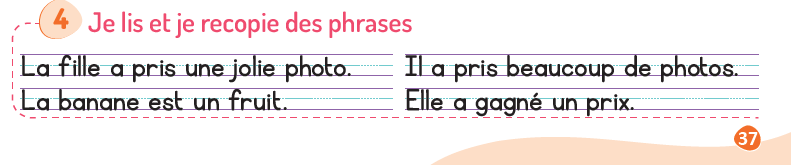 4 Je lis et je recopie des phrases
La fille a pris une jolie photo. Il a pris beaucoup de photos.
La banane est un fruit. Elle a gagné un prix.
37